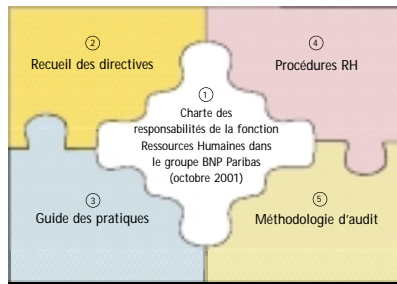 ①
Charte des
responsabilités de la fonction
Ressources Humaines dans
le groupe BNP Paribas
(octobre 2001)
②
Recueil des directives
③
Guide des pratiques
④
Procédures RH
⑤
Méthodologie d'audit